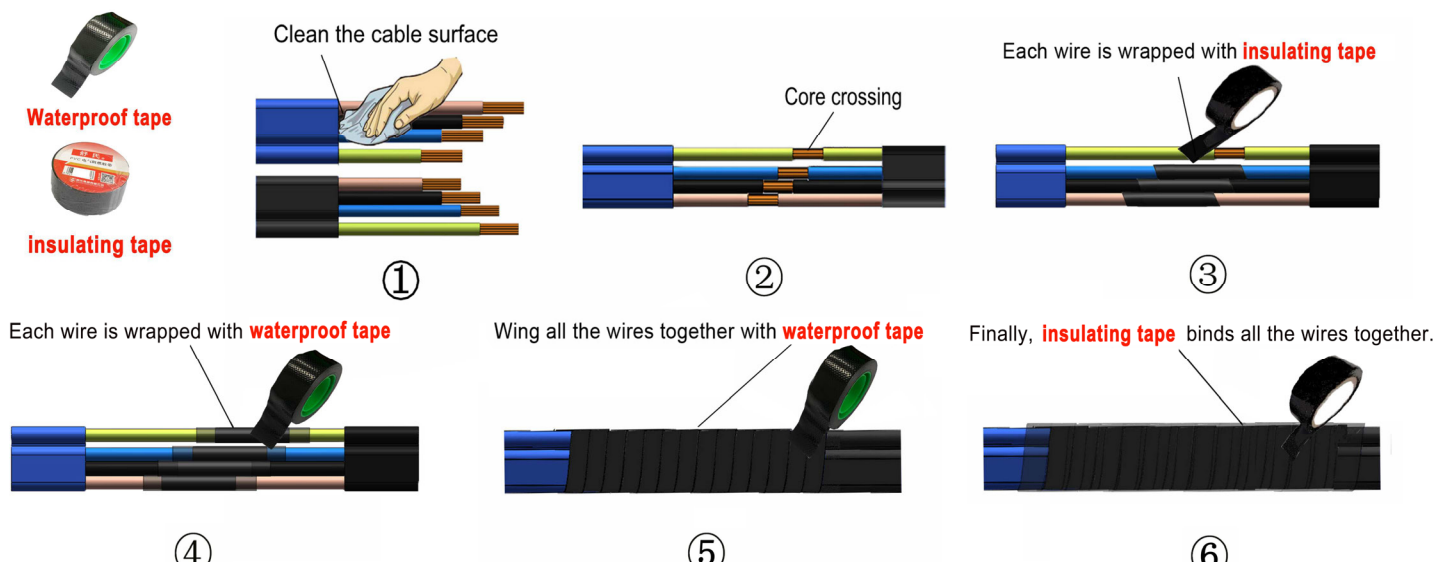 Waterproof tape
insulating tape
Clean the cable surface
①
Core crossing
②
Each wire is wrapped with insulating tape
③
Each wire is wrapped with waterproof tape
④
Wing all the wires together with waterproof tape
⑤
Finally, insulating tape binds all the wires together.
⑥